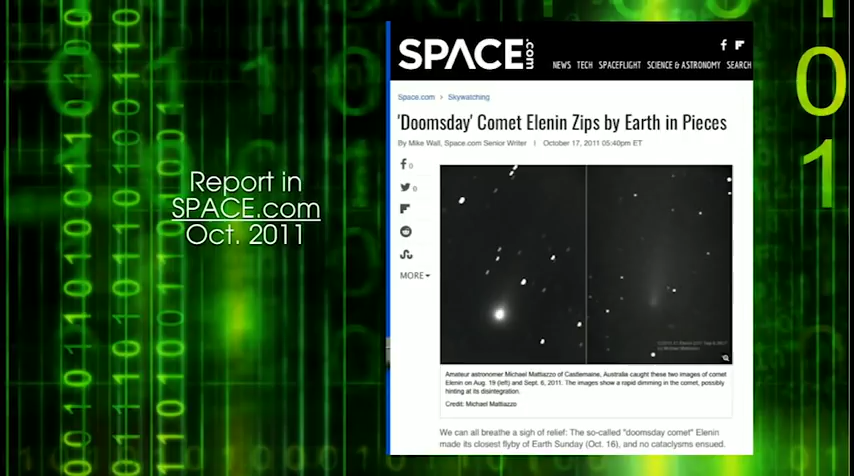 Report in
SPACE.com
Oct. 2011
SPACE.com
NEWS TECH SPACEFLIGHT SCIENCE & ASTRONOMY SEARCH
Space.com › Skywatching
'Doomsday' Comet Elenin Zips by Earth in Pieces
By Mike Wall, Space.com Senior Writer | October 17, 2011 05:40pm ET
0
0
MORE
Amateur astronomer Michael Mattiazzo of Castlemaine, Australia caught these two images of comet
Elenin on Aug. 19 (left) and Sept. 6, 2011. The images show a rapid dimming in the comet, possibly
hinting at its disintegration.
Credit: Michael Mattiazzo
We can all breathe a sigh of relief: The so-called "doomsday comet" Elenin
made its closest flyby of Earth Sunday (Oct. 16), and no cataclysms ensued.
0
1